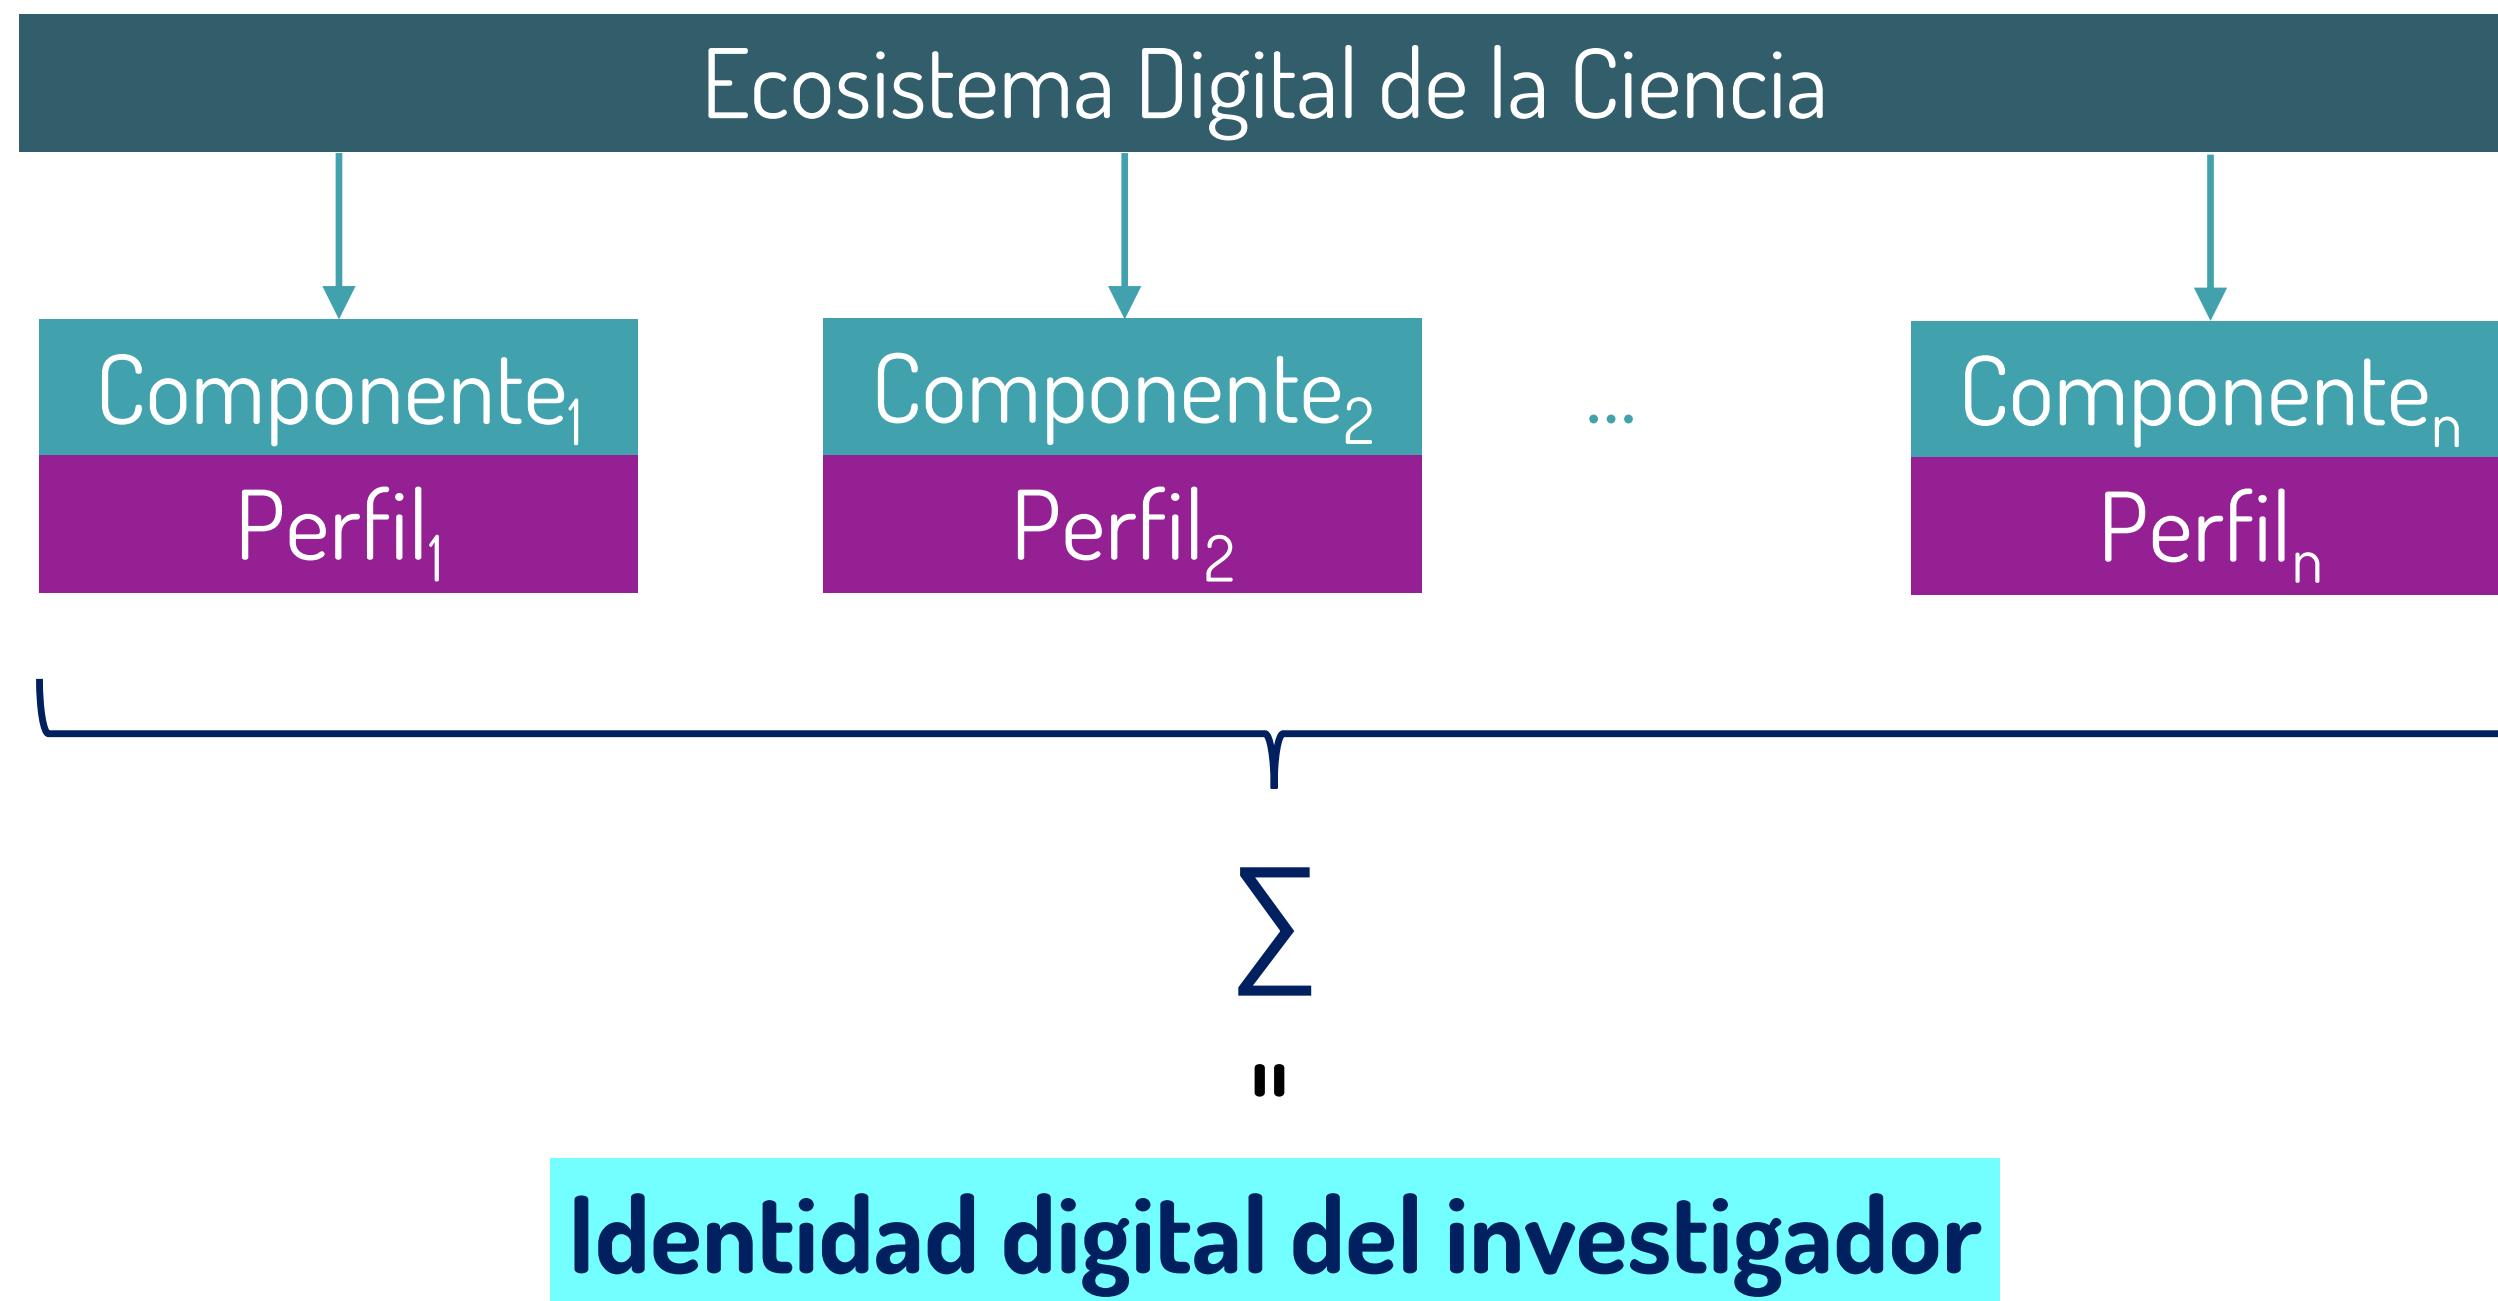 Ecosistema Digital de la Ciencia
Componente₁
Componente₂
...
Componenteₙ
Perfil₁
Perfil₂
Perfilₙ
∑
=
Identidad digital del investigador